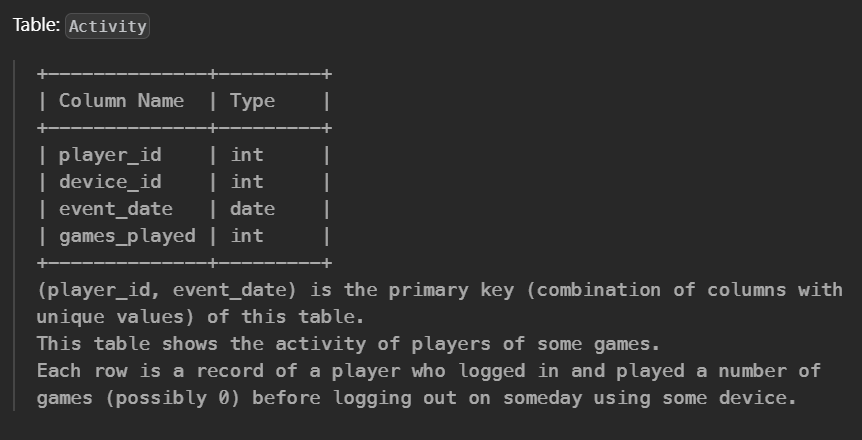 Table: Activity
+--------------+---------+
| Column Name  | Type    |
+--------------+---------+
| player_id    | int     |
| device_id    | int     |
| event_date   | date    |
| games_played | int     |
+--------------+---------+
(player_id, event_date) is the primary key (combination of columns with
unique values) of this table.
This table shows the activity of players of some games.
Each row is a record of a player who logged in and played a number of
games (possibly 0) before logging out on someday using some device.